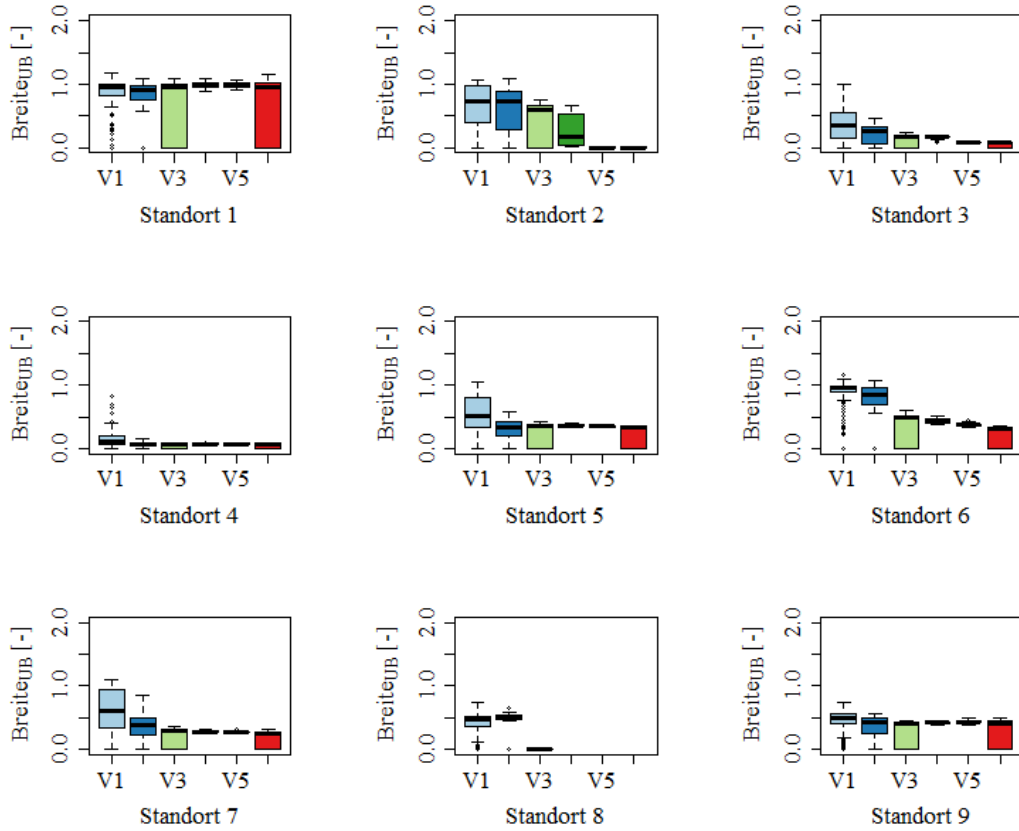 Breite_UB [-] Breite_UB [-] Breite_UB [-]
2.0 2.0 2.0
1.0 1.0 1.0
0.0 0.0 0.0
V1 V3 V5 V1 V3 V5 V1 V3 V5
Standort 1 Standort 2 Standort 3
Breite_UB [-] Breite_UB [-] Breite_UB [-]
2.0 2.0 2.0
1.0 1.0 1.0
0.0 0.0 0.0
V1 V3 V5 V1 V3 V5 V1 V3 V5
Standort 4 Standort 5 Standort 6
Breite_UB [-] Breite_UB [-] Breite_UB [-]
2.0 2.0 2.0
1.0 1.0 1.0
0.0 0.0 0.0
V1 V3 V5 V1 V3 V5 V1 V3 V5
Standort 7 Standort 8 Standort 9